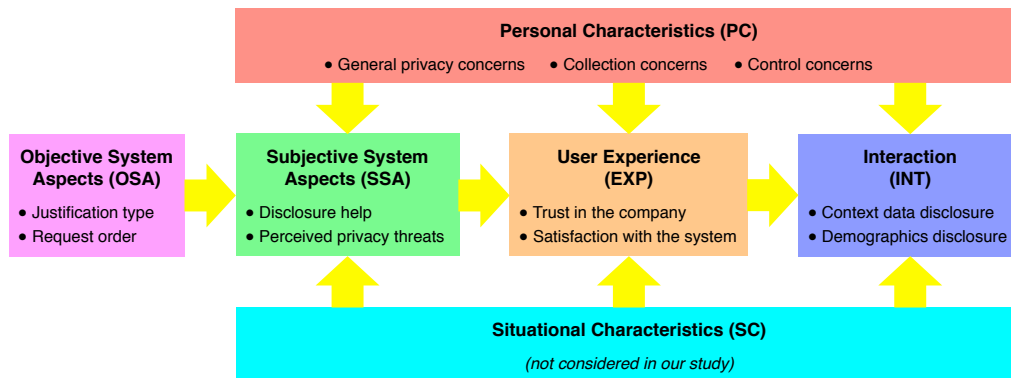 Personal Characteristics (PC)
● General privacy concerns ● Collection concerns ● Control concerns
Objective System
Aspects (OSA)
● Justification type
● Request order
Subjective System
Aspects (SSA)
● Disclosure help
● Perceived privacy threats
User Experience
(EXP)
● Trust in the company
● Satisfaction with the system
Interaction
(INT)
● Context data disclosure
● Demographics disclosure
Situational Characteristics (SC)
(not considered in our study)